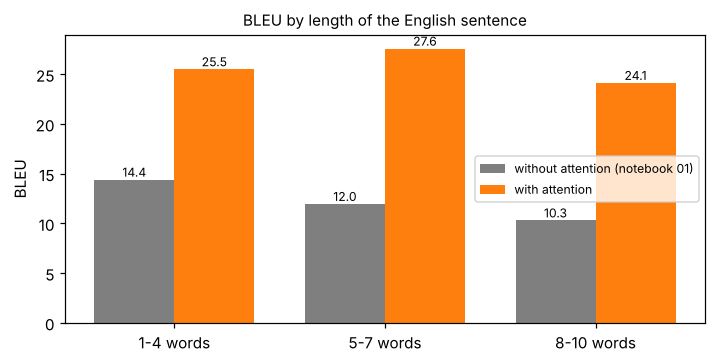 BLEU by length of the English sentence
27.6
25.5
24.1
14.4
12.0
10.3
without attention (notebook 01)
with attention
BLEU
25
20
15
10
5
0
1-4 words
5-7 words
8-10 words